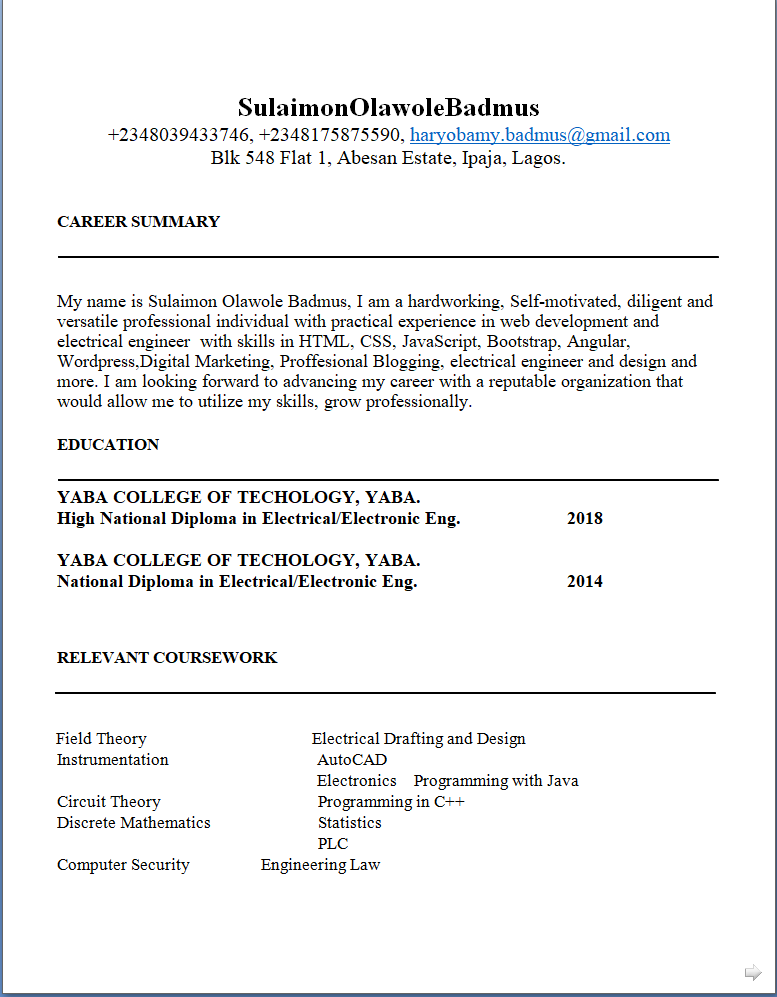 SulaimonOlawoleBadmus
+2348039433746, +2348175875590, haryobamy.badmus@gmail.com
Blk 548 Flat 1, Abesan Estate, Ipaja, Lagos.
CAREER SUMMARY
My name is Sulaimon Olawole Badmus, I am a hardworking, Self-motivated, diligent and
versatile professional individual with practical experience in web development and
electrical engineer  with skills in HTML, CSS, JavaScript, Bootstrap, Angular,
Wordpress,Digital Marketing, Proffesional Blogging, electrical engineer and design and
more. I am looking forward to advancing my career with a reputable organization that
would allow me to utilize my skills, grow professionally.
EDUCATION
YABA COLLEGE OF TECHOLOGY, YABA.
High National Diploma in Electrical/Electronic Eng. 2018
YABA COLLEGE OF TECHOLOGY, YABA.
National Diploma in Electrical/Electronic Eng. 2014
RELEVANT COURSEWORK
Field Theory Electrical Drafting and Design
Instrumentation AutoCAD
Electronics Programming with Java
Circuit Theory Programming in C++
Discrete Mathematics Statistics
PLC
Computer Security Engineering Law